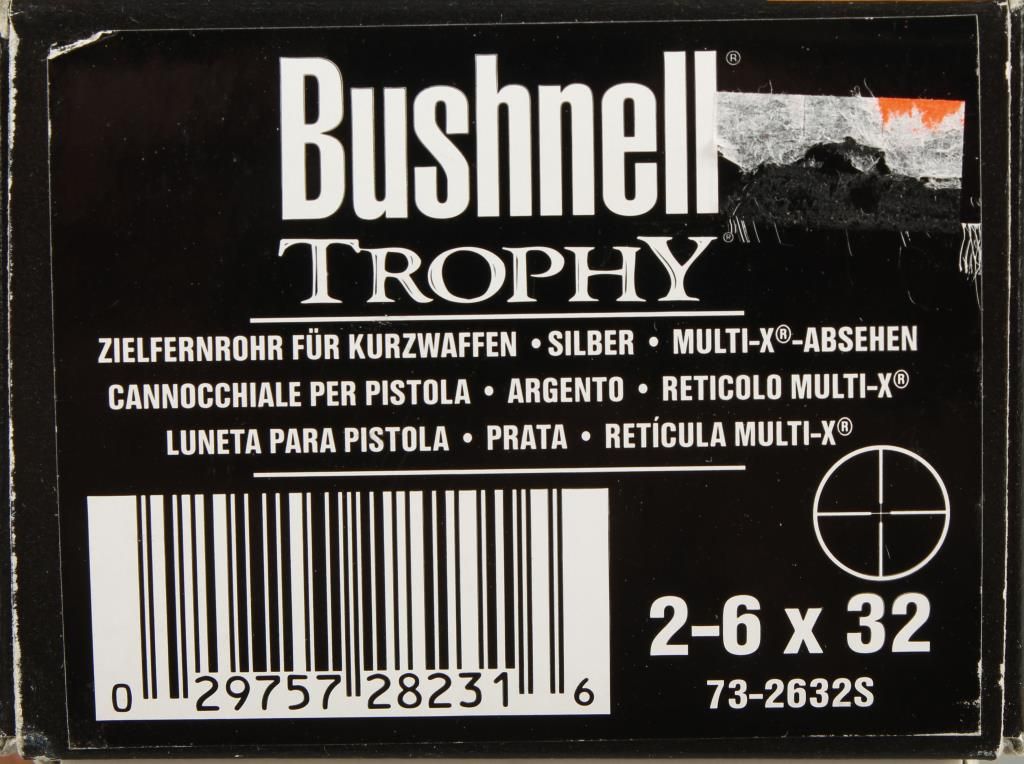 Bushnell®
TROPHY®
ZIELFERNROHR FÜR KURZWAFFEN • SILBER • MULTI-X®-ABSEHEN
CANNOCCHIALE PER PISTOLA • ARGENTO • RETICOLO MULTI-X®
LUNETA PARA PISTOLA • PRATA • RETÍCULA MULTI-X®
0 29757 28231 6
2-6 x 32
73-2632S